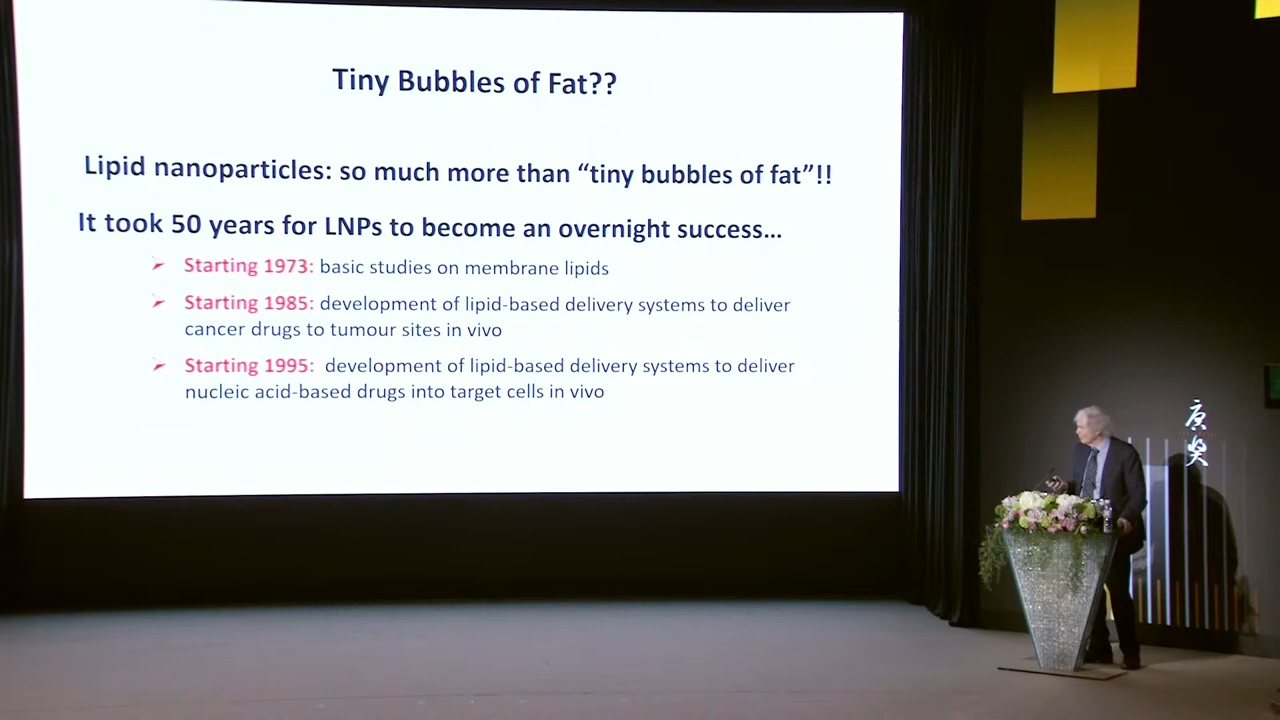 Tiny Bubbles of Fat??
Lipid nanoparticles: so much more than “tiny bubbles of fat”!!
It took 50 years for LNPs to become an overnight success...
Starting 1973: basic studies on membrane lipids
Starting 1985: development of lipid-based delivery systems to deliver
cancer drugs to tumour sites in vivo
Starting 1995: development of lipid-based delivery systems to deliver
nucleic acid-based drugs into target cells in vivo
唐
獎